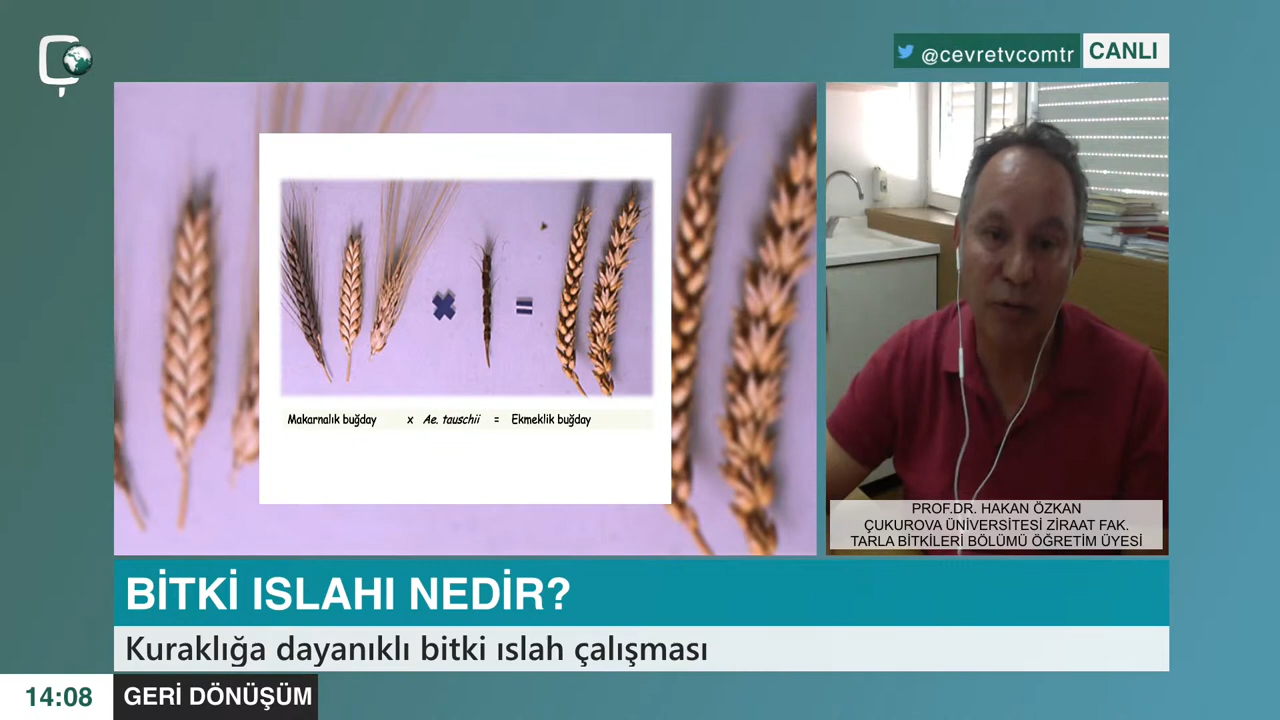 Ç
@cevretvcomtr CANLI
Makarnalık buğday x Ae. tauschii = Ekmeklik buğday
PROF.DR. HAKAN ÖZKAN
ÇUKUROVA ÜNİVERSİTESİ ZİRAAT FAK.
TARLA BİTKİLERİ BÖLÜMÜ ÖĞRETİM ÜYESİ
BİTKİ ISLAHI NEDİR?
Kuraklığa dayanıklı bitki ıslah çalışması
14:08 GERİ DÖNÜŞÜM